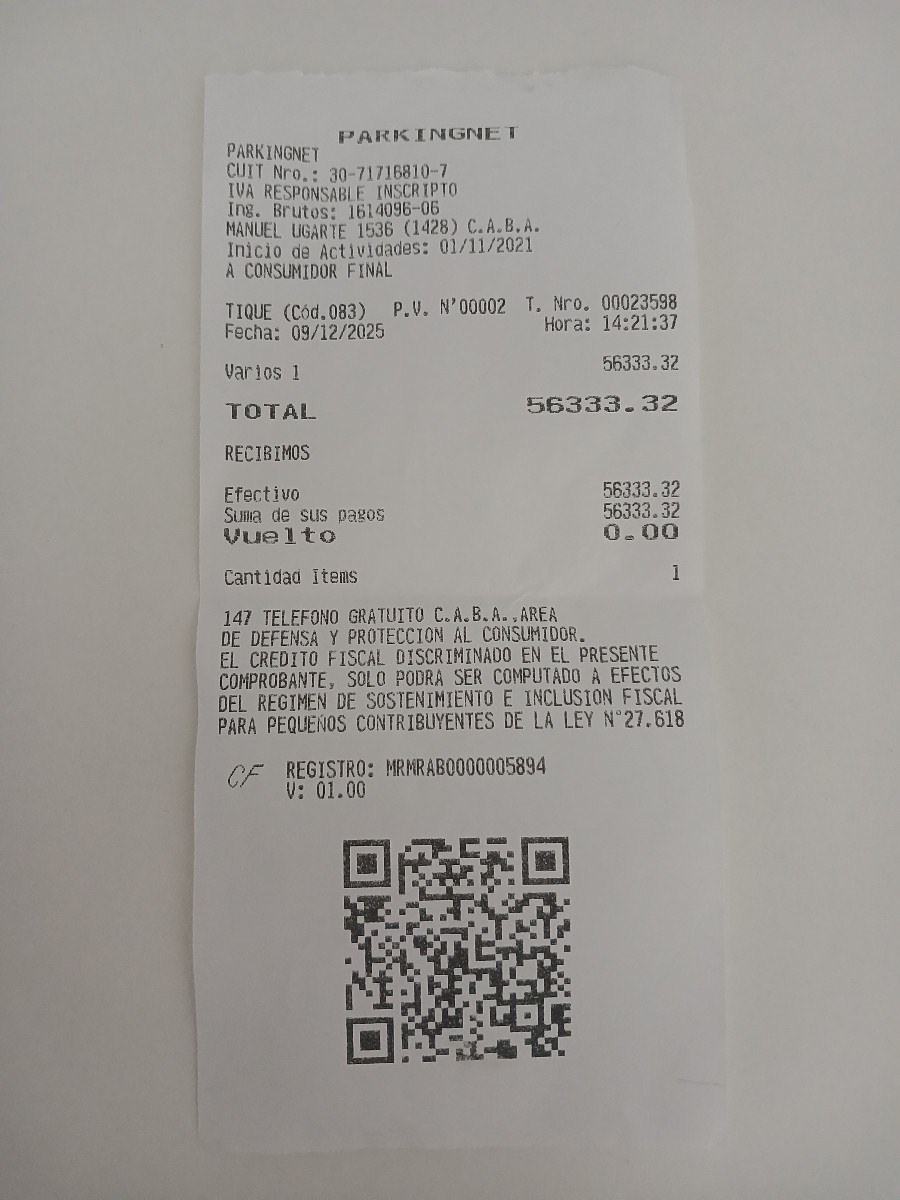 PARKINGNET
PARKINGNET
CUIT Nro.: 30-71716810-7
IVA RESPONSABLE INSCRIPTO
Ing. Brutos: 1614096-06
MANUEL UGARTE 1536 (1428) C.A.B.A.
Inicio de Actividades: 01/11/2021
A CONSUMIDOR FINAL
TIQUE (Cód.083) P.V. N°00002 T. Nro. 00023598
Fecha: 09/12/2025 Hora: 14:21:37
Varios 1 56333.32
TOTAL 56333.32
RECIBIMOS
Efectivo 56333.32
Suma de sus pagos 56333.32
Vuelto 0.00
Cantidad Items 1
147 TELEFONO GRATUITO C.A.B.A.,AREA
DE DEFENSA Y PROTECCION AL CONSUMIDOR.
EL CREDITO FISCAL DISCRIMINADO EN EL PRESENTE
COMPROBANTE, SOLO PODRA SER COMPUTADO A EFECTOS
DEL REGIMEN DE SOSTENIMIENTO E INCLUSION FISCAL
PARA PEQUEÑOS CONTRIBUYENTES DE LA LEY N°27.618
CF REGISTRO: MRMRAB0000005894
V: 01.00